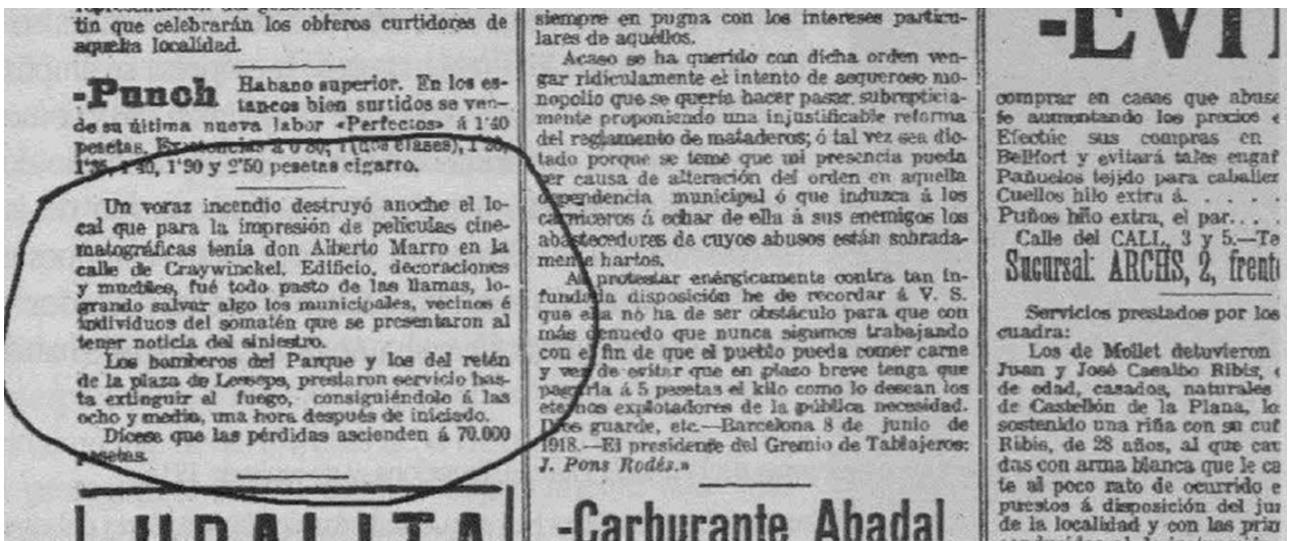 tin que celebrarán los obreros curtidores de
aquella localidad.
-Punch Habano superior. En los es-
tancos bien surtidos se ven-
de su última nueva labor «Perfectos» á 1'40
pesetas. Existencias á 0'80, 1 (dos clases), 1'20,
1'35, 1'40, 1'90 y 2'50 pesetas cigarro.
Un voraz incendio destruyó anoche el lo-
cal que para la impresión de películas cine-
matográficas tenía don Alberto Marro en la
calle de Craywinckel. Edificio, decoraciones
y muebles, fué todo pasto de las llamas, lo-
grando salvar algo los municipales, vecinos é
individuos del somatén que se presentaron al
tener noticia del siniestro.
Los bomberos del Parque y los del retén
de la plaza de Lesseps, prestaron servicio has-
ta extinguir el fuego, consiguiéndolo á las
ocho y media, una hora después de iniciado.
Dícese que las pérdidas ascienden á 70.000
pesetas.
URALITA
siempre en pugna con los intereses particu-
lares de aquéllos.
Acaso se ha querido con dicha orden ven-
gar ridículamente el intento de asqueroso mo-
nopolio que se quería hacer pasar subrepticia-
mente proponiendo una injustificable reforma
del reglamento de mataderos; ó tal vez sea dic-
tado porque se teme que mi presencia pueda
ser causa de alteración del orden en aquella
dependencia municipal ó que induzca á los
carniceros á echar de ella á sus enemigos los
abastecedores de cuyos abusos están sobrada-
mente hartos.
Al protestar enérgicamente contra tan in-
fundada disposición he de recordar á V. S.
que ella no ha de ser obstáculo para que con
más denuedo que nunca sigamos trabajando
con el fin de que el pueblo pueda comer carne
y ver de evitar que en plazo breve tenga que
pagarla á 5 pesetas el kilo como lo desean los
eternos explotadores de la pública necesidad.
Dios guarde, etc.—Barcelona 8 de junio de
1918.—El presidente del Gremio de Tablajeros:
J. Pons Rodés.»
-Carburante Abadal
-EVI
comprar en casas que abus
fe aumentando los precios
Efectúe sus compras en
Bellfort y evitará tales engañ
Pañuelos tejido para caballer
Cuellos hilo extra á. . . . .
Puños hilo extra, el par. . . .
Calle del CALL, 3 y 5.—Te
Sucursal: ARCHS, 2, frente
Servicios prestados por los
cuadra:
Los de Mollet detuvieron
Juan y José Casalbo Ribis,
de edad, casados, naturales
de Castellón de la Plana, lo
sostenido una riña con su cuñ
Ribis, de 28 años, al que cau
das con arma blanca que le ca
te al poco rato de ocurrido e
puestos á disposición del jun
de la localidad y con las prim